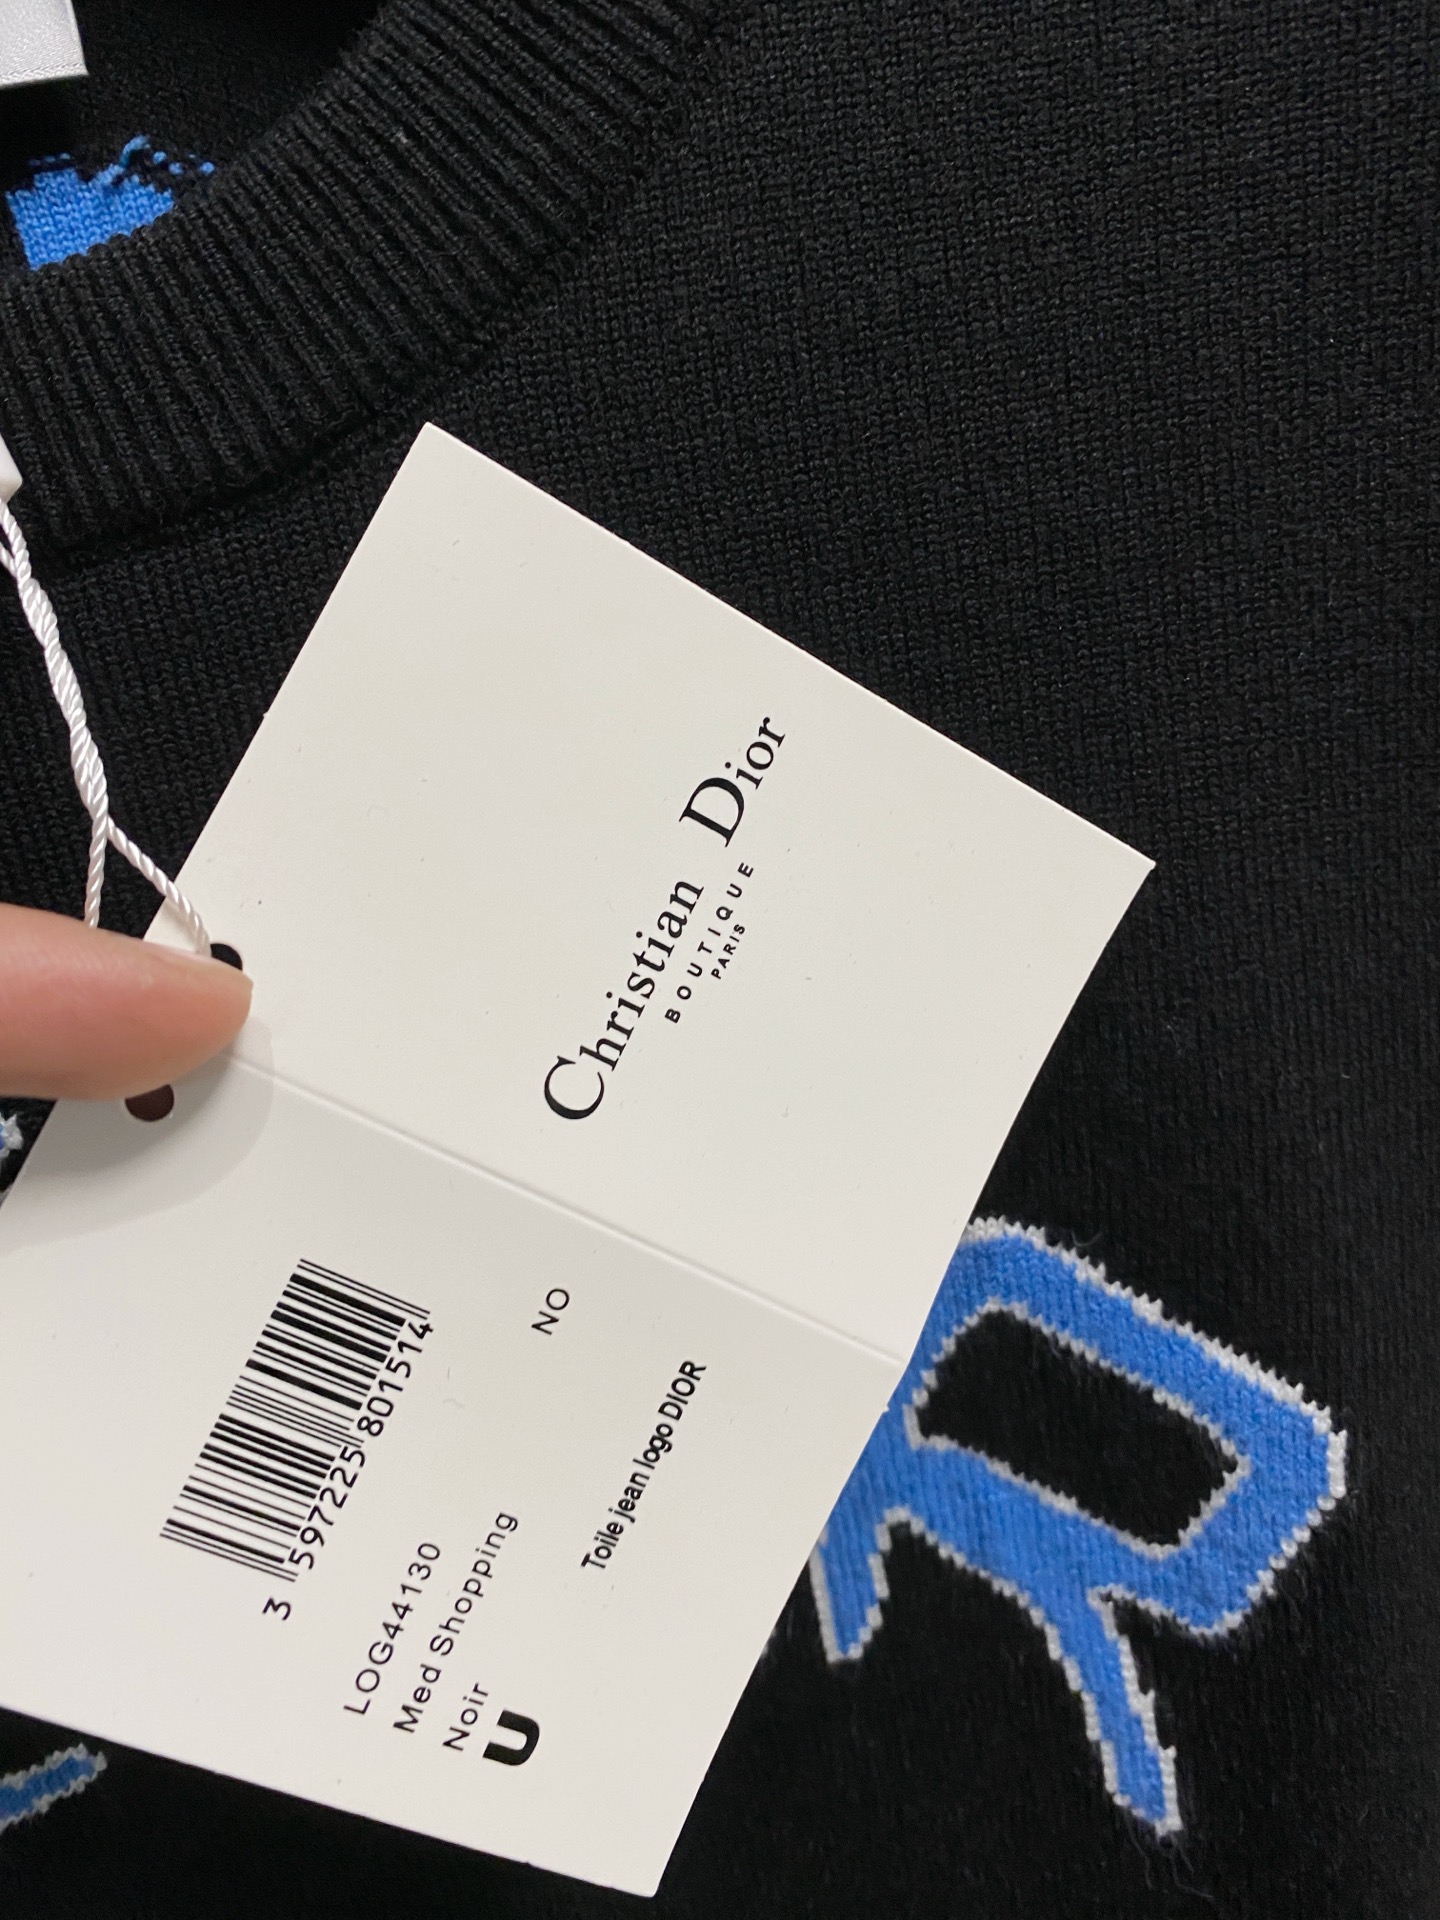 Christian Dior
BOUTIQUE
PARIS
3 597225 801514
LOG44130
Med Shopping
Noir
U
NO
Toile jean logo DIOR
R